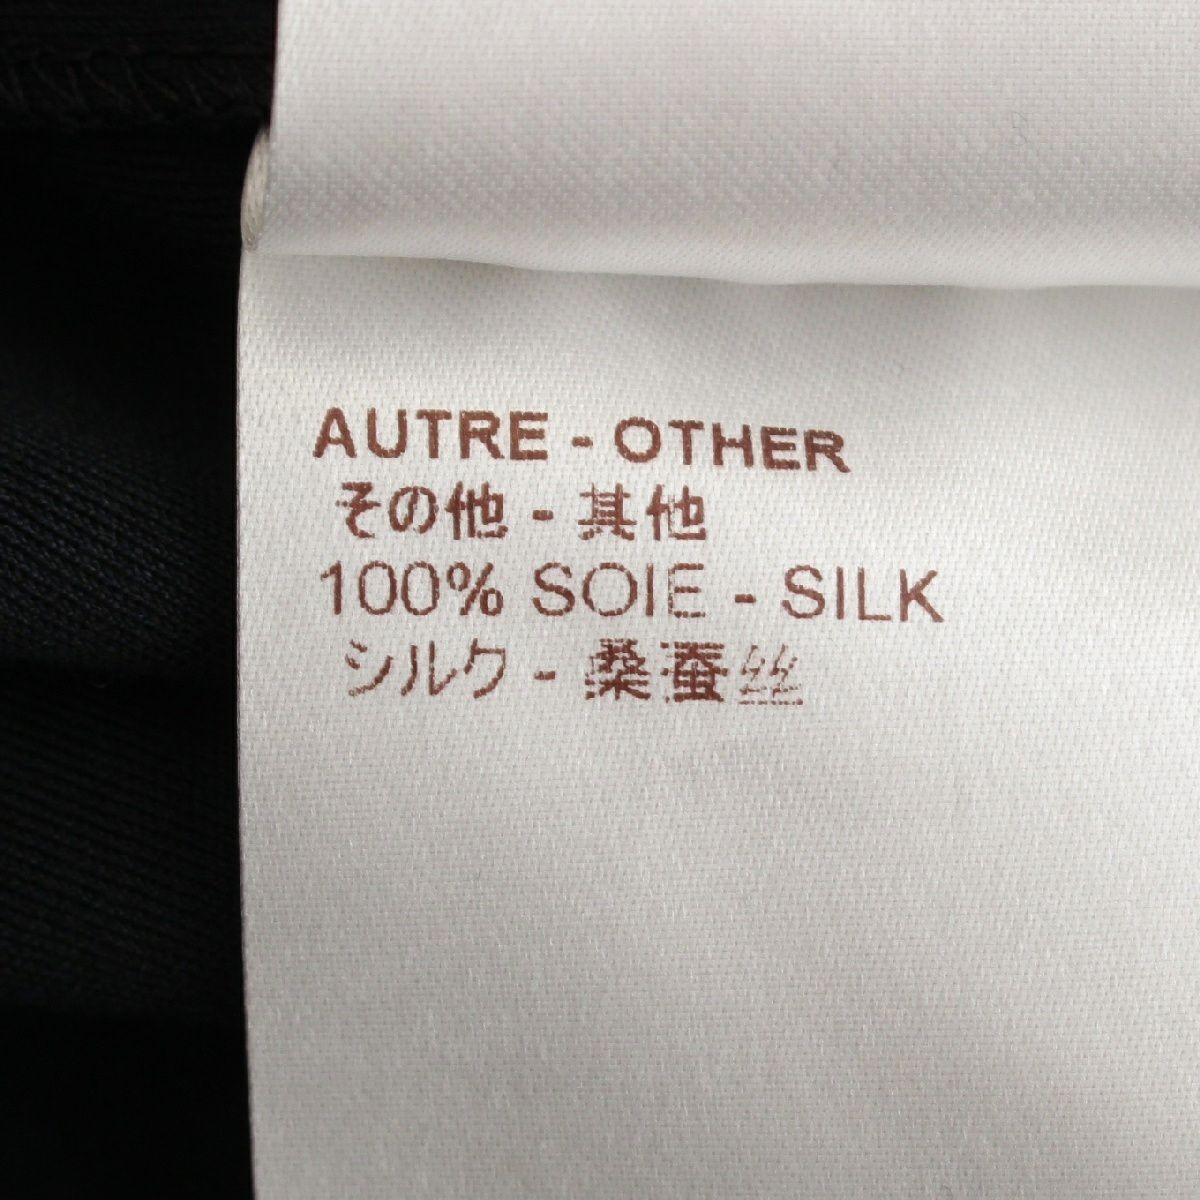 AUTRE - OTHER
その他 - 其他
100% SOIE - SILK
シルク - 桑蚕丝